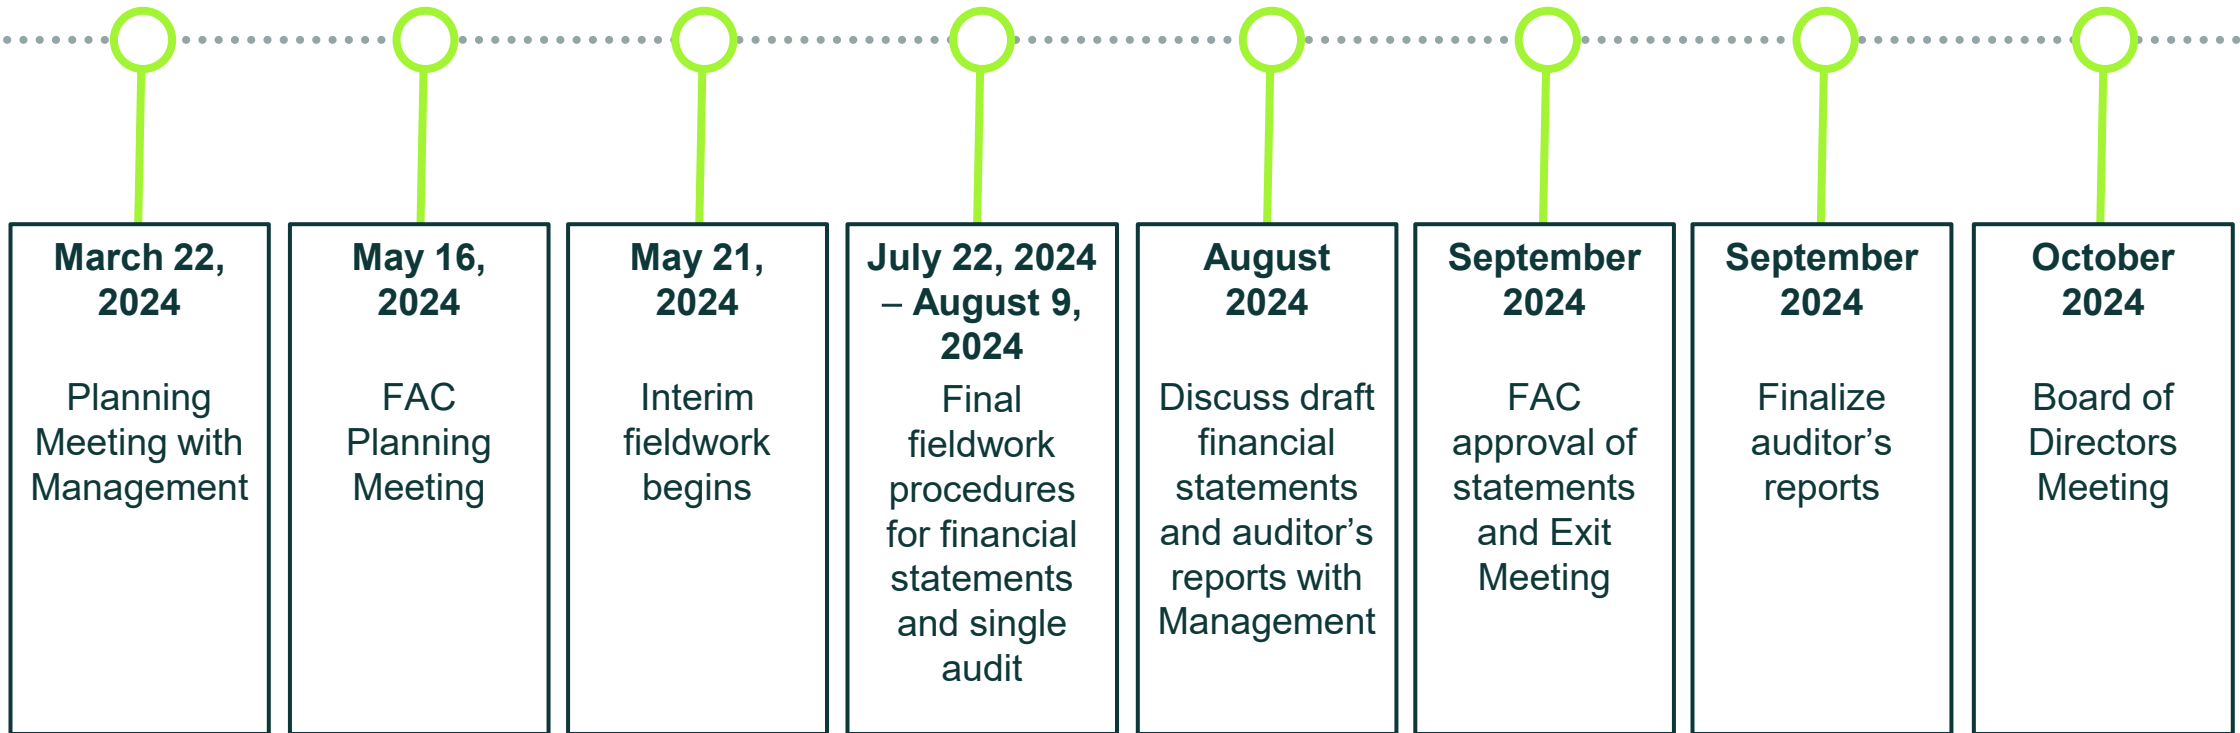 March 22,
2024
Planning
Meeting with
Management
May 16,
2024
FAC
Planning
Meeting
May 21,
2024
Interim
fieldwork
begins
July 22, 2024
– August 9,
2024
Final
fieldwork
procedures
for financial
statements
and single
audit
August
2024
Discuss draft
financial
statements
and auditor’s
reports with
Management
September
2024
FAC
approval of
statements
and Exit
Meeting
September
2024
Finalize
auditor’s
reports
October
2024
Board of
Directors
Meeting